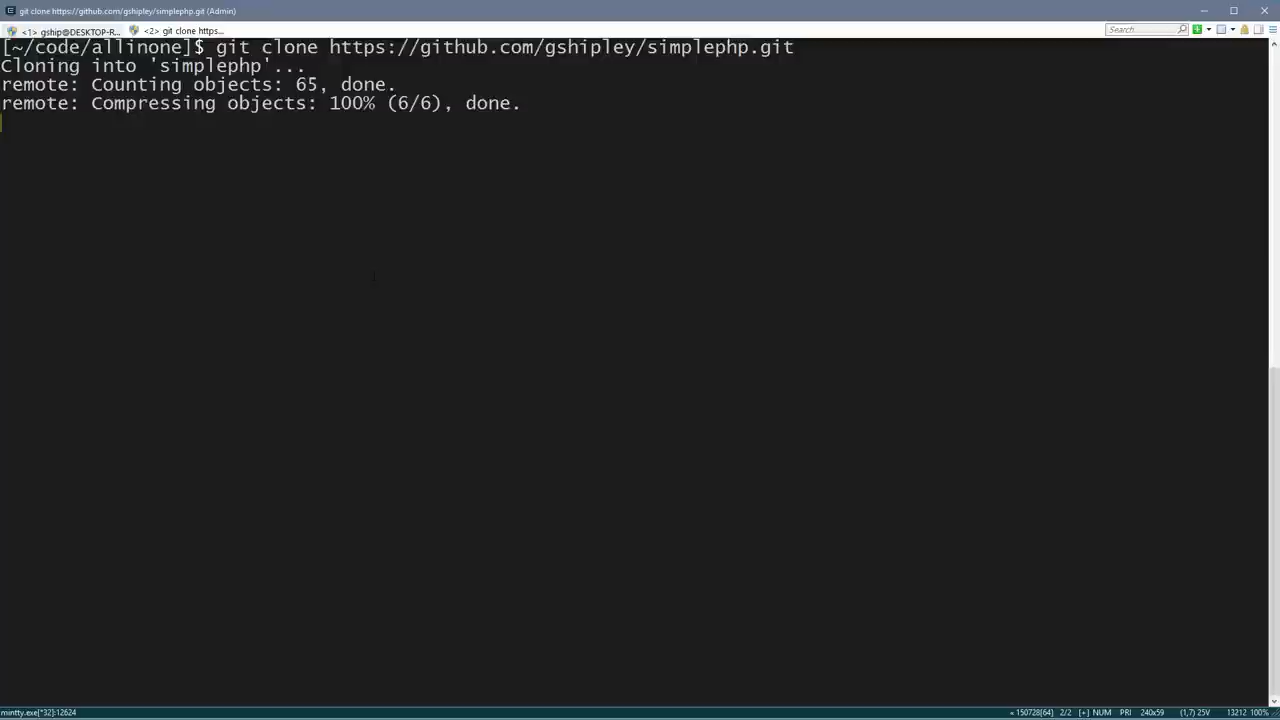 git clone https://github.com/gshipley/simplephp.git (Admin)
<1> gship@DESKTOP-R... <2> git clone https... Search
[~/code/allinone]$ git clone https://github.com/gshipley/simplephp.git
Cloning into 'simplephp'...
remote: Counting objects: 65, done.
remote: Compressing objects: 100% (6/6), done.
mintty.exe[*32]:12624 « 150728[64] 2/2 [+] NUM PRI 240x59 (1,7) 25V 13212 100%